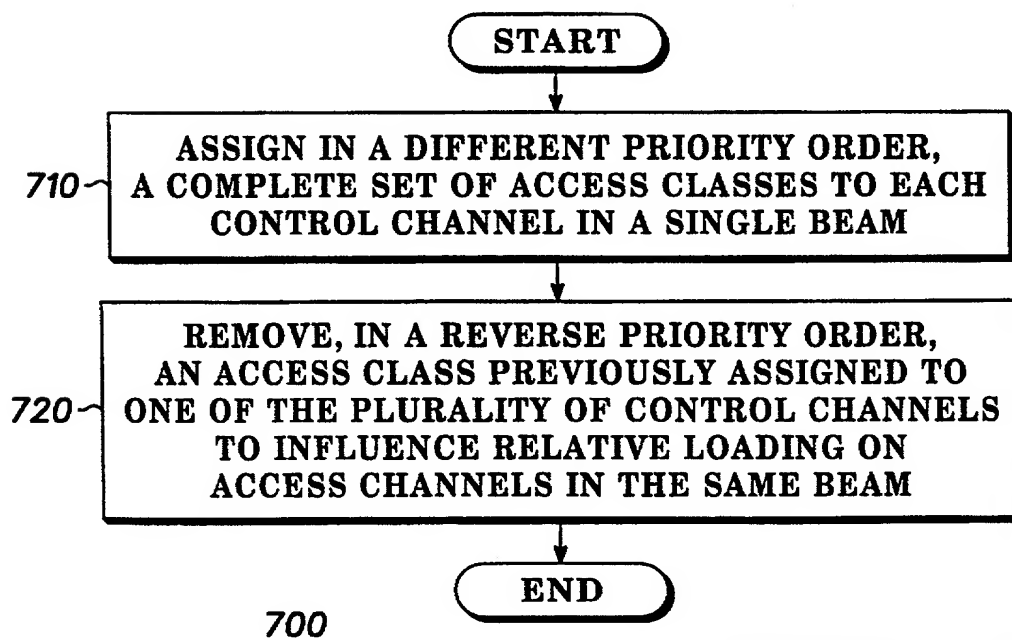 START
ASSIGN IN A DIFFERENT PRIORITY ORDER,
710 A COMPLETE SET OF ACCESS CLASSES TO EACH
CONTROL CHANNEL IN A SINGLE BEAM
REMOVE, IN A REVERSE PRIORITY ORDER,
AN ACCESS CLASS PREVIOUSLY ASSIGNED TO
720 ONE OF THE PLURALITY OF CONTROL CHANNELS
TO INFLUENCE RELATIVE LOADING ON
ACCESS CHANNELS IN THE SAME BEAM
END
700